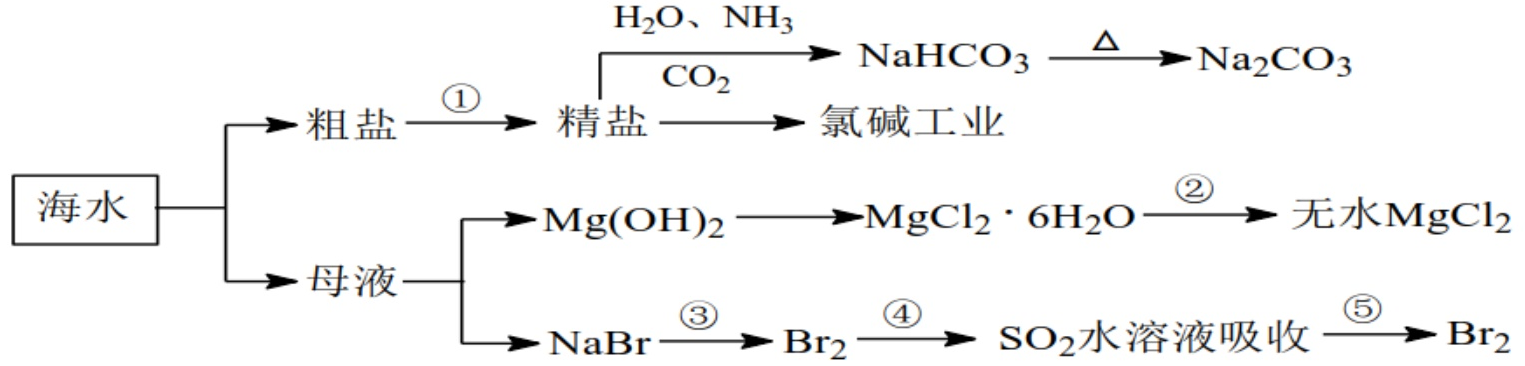 H₂O、NH₃
NaHCO₃ △ Na₂CO₃
CO₂
粗盐 ① 精盐 氯碱工业
海水
Mg(OH)₂ MgCl₂·6H₂O ② 无水MgCl₂
母液
NaBr ③ Br₂ ④ SO₂水溶液吸收 ⑤ Br₂